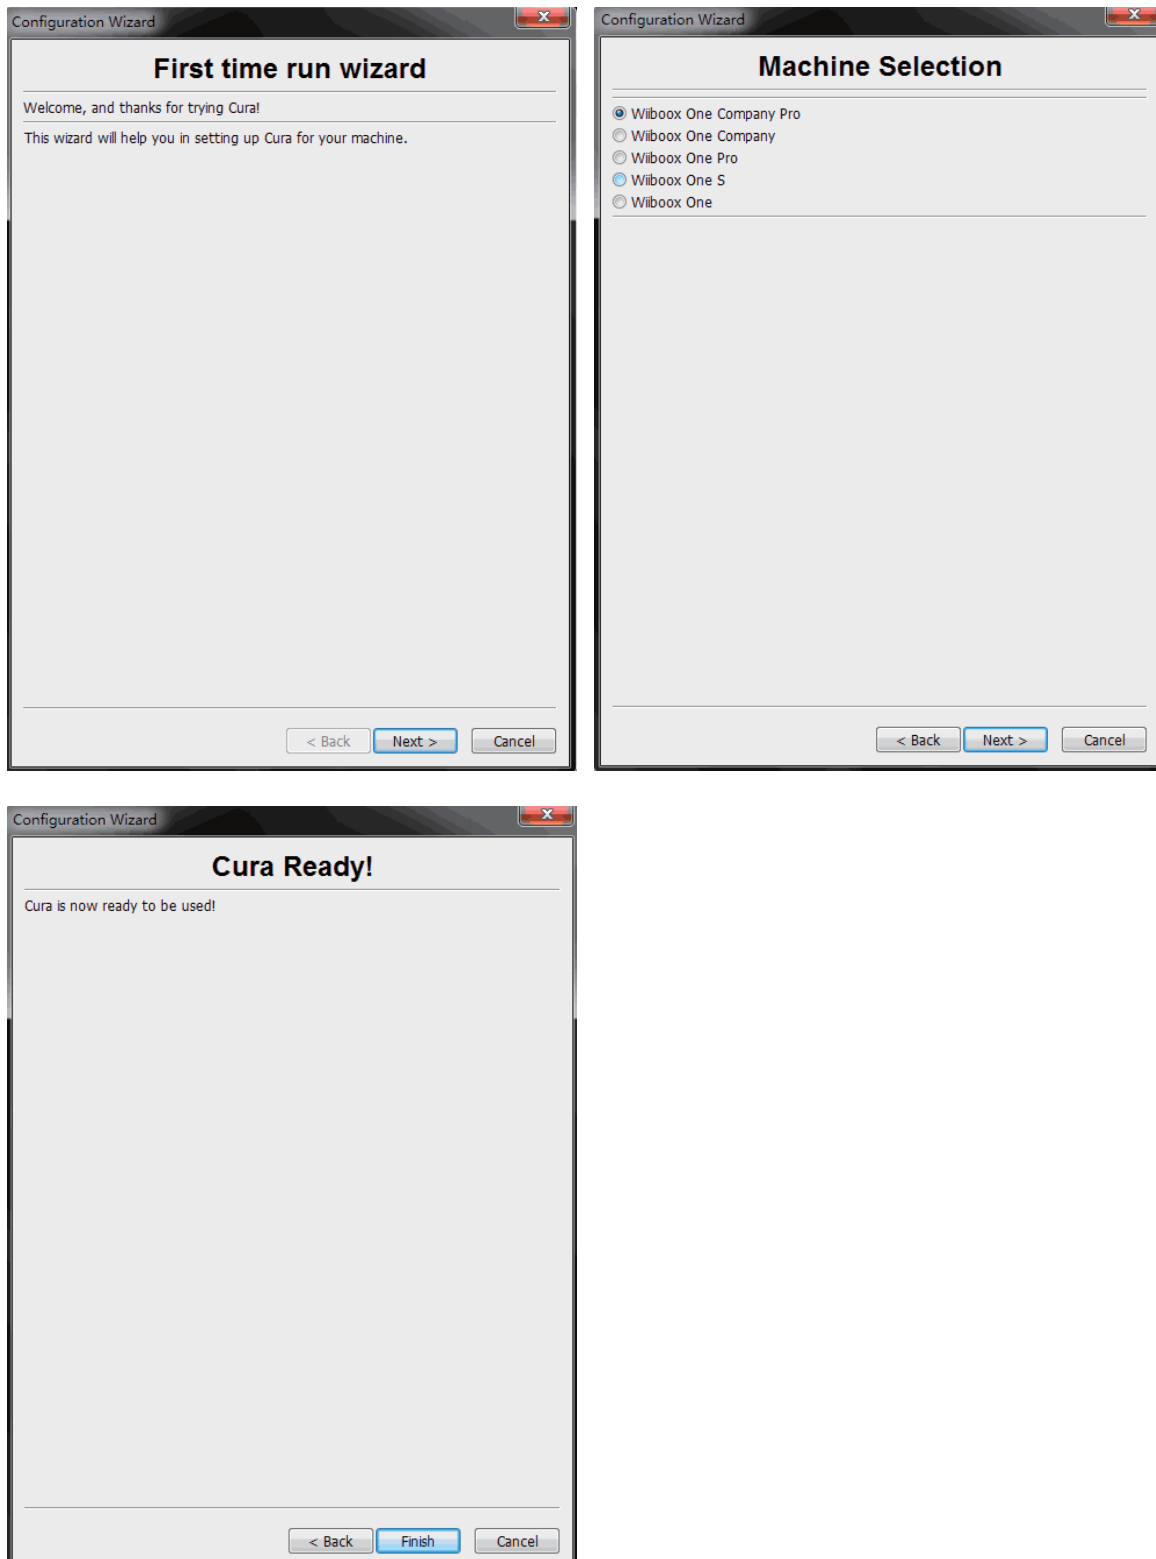 Configuration Wizard
First time run wizard
Welcome, and thanks for trying Cura!
This wizard will help you in setting up Cura for your machine.
< Back
Next >
Cancel
Configuration Wizard
Machine Selection
Wiiboox One Company Pro
Wiiboox One Company
Wiiboox One Pro
Wiiboox One S
Wiiboox One
< Back
Next >
Cancel
Configuration Wizard
Cura Ready!
Cura is now ready to be used!
< Back
Finish
Cancel